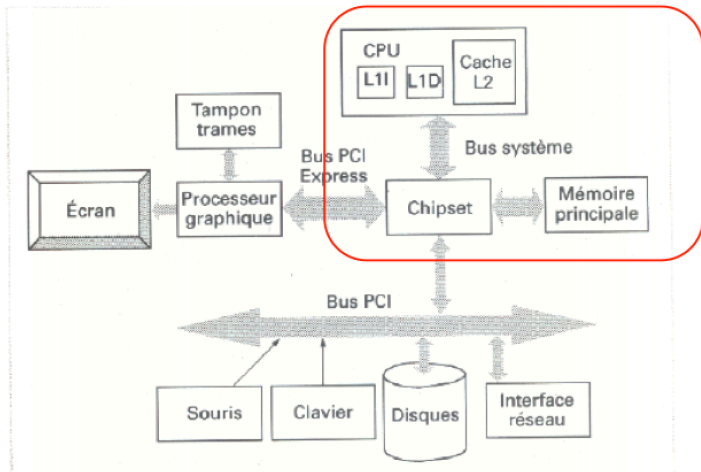 CPU
L1I
L1D
Cache
L2
Tampon
trames
Bus PCI
Express
Bus système
Écran
Processeur
graphique
Chipset
Mémoire
principale
Bus PCI
Souris
Clavier
Disques
Interface
réseau